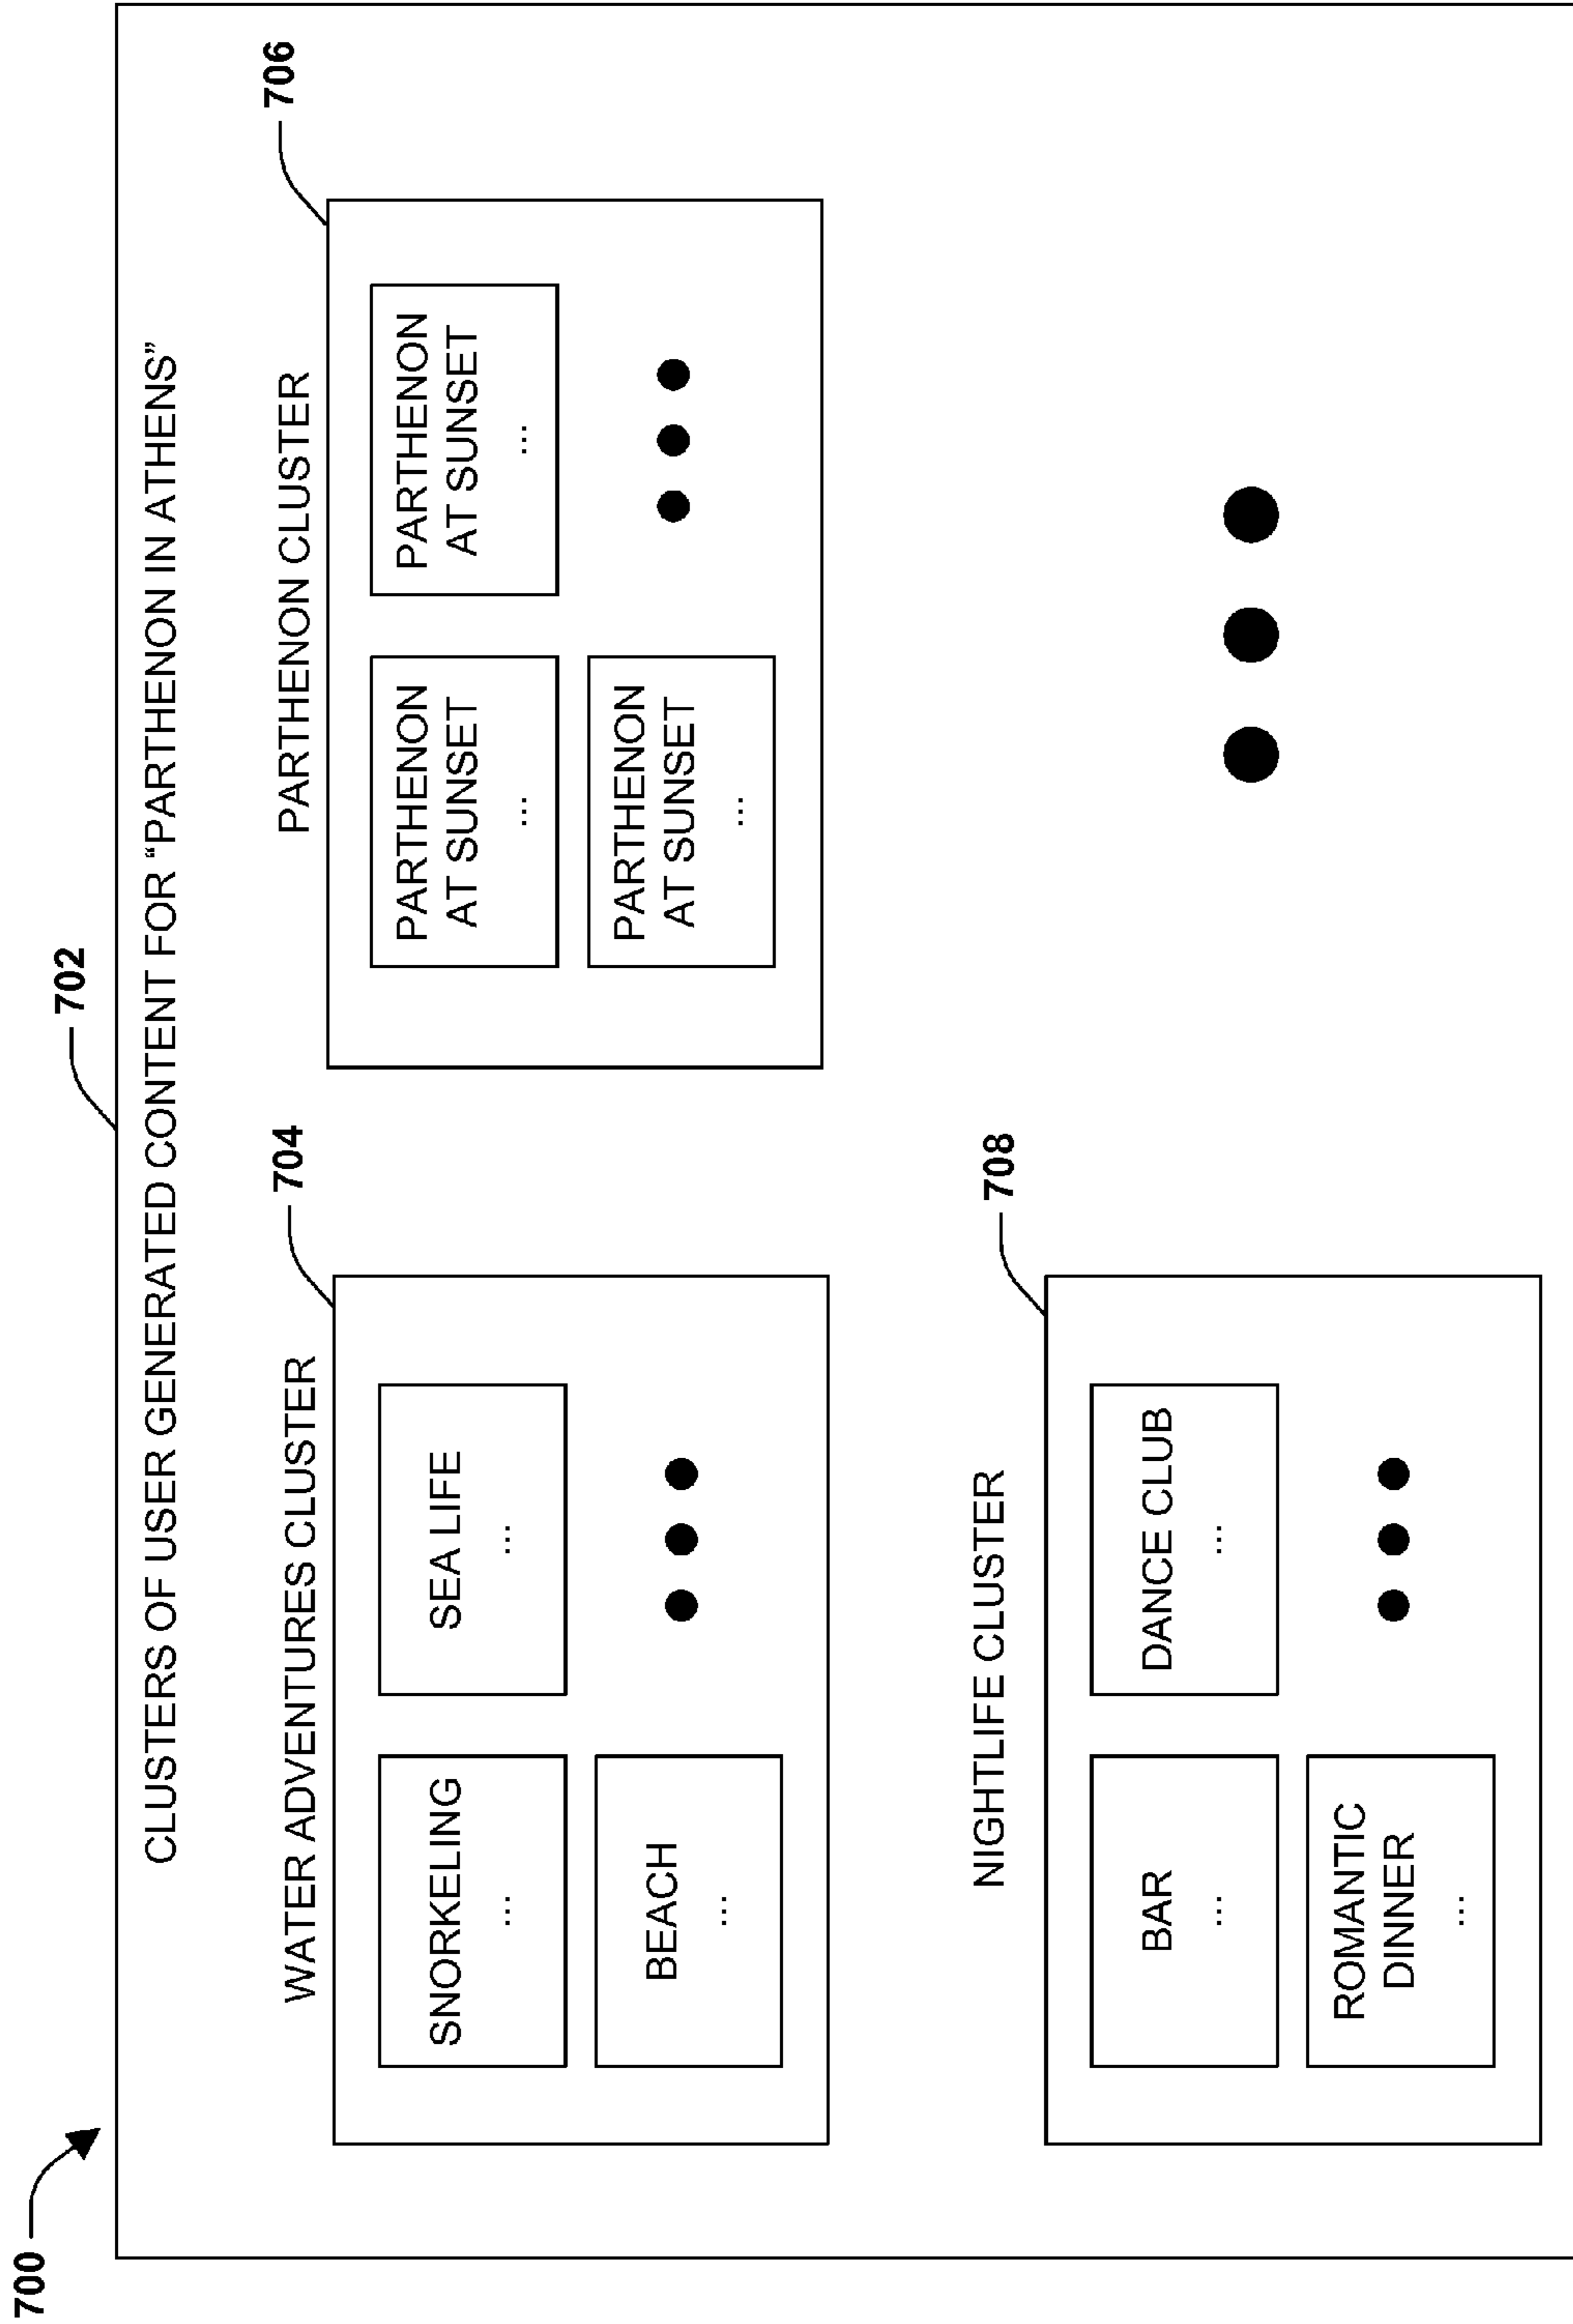 700
702
CLUSTERS OF USER GENERATED CONTENT FOR “PARTHENON IN ATHENS”
WATER ADVENTURES CLUSTER
704
SNORKELING
...
SEA LIFE
...
BEACH
...
PARTHENON CLUSTER
706
PARTHENON
AT SUNSET
...
PARTHENON
AT SUNSET
...
PARTHENON
AT SUNSET
...
NIGHTLIFE CLUSTER
708
BAR
...
DANCE CLUB
...
ROMANTIC
DINNER
...